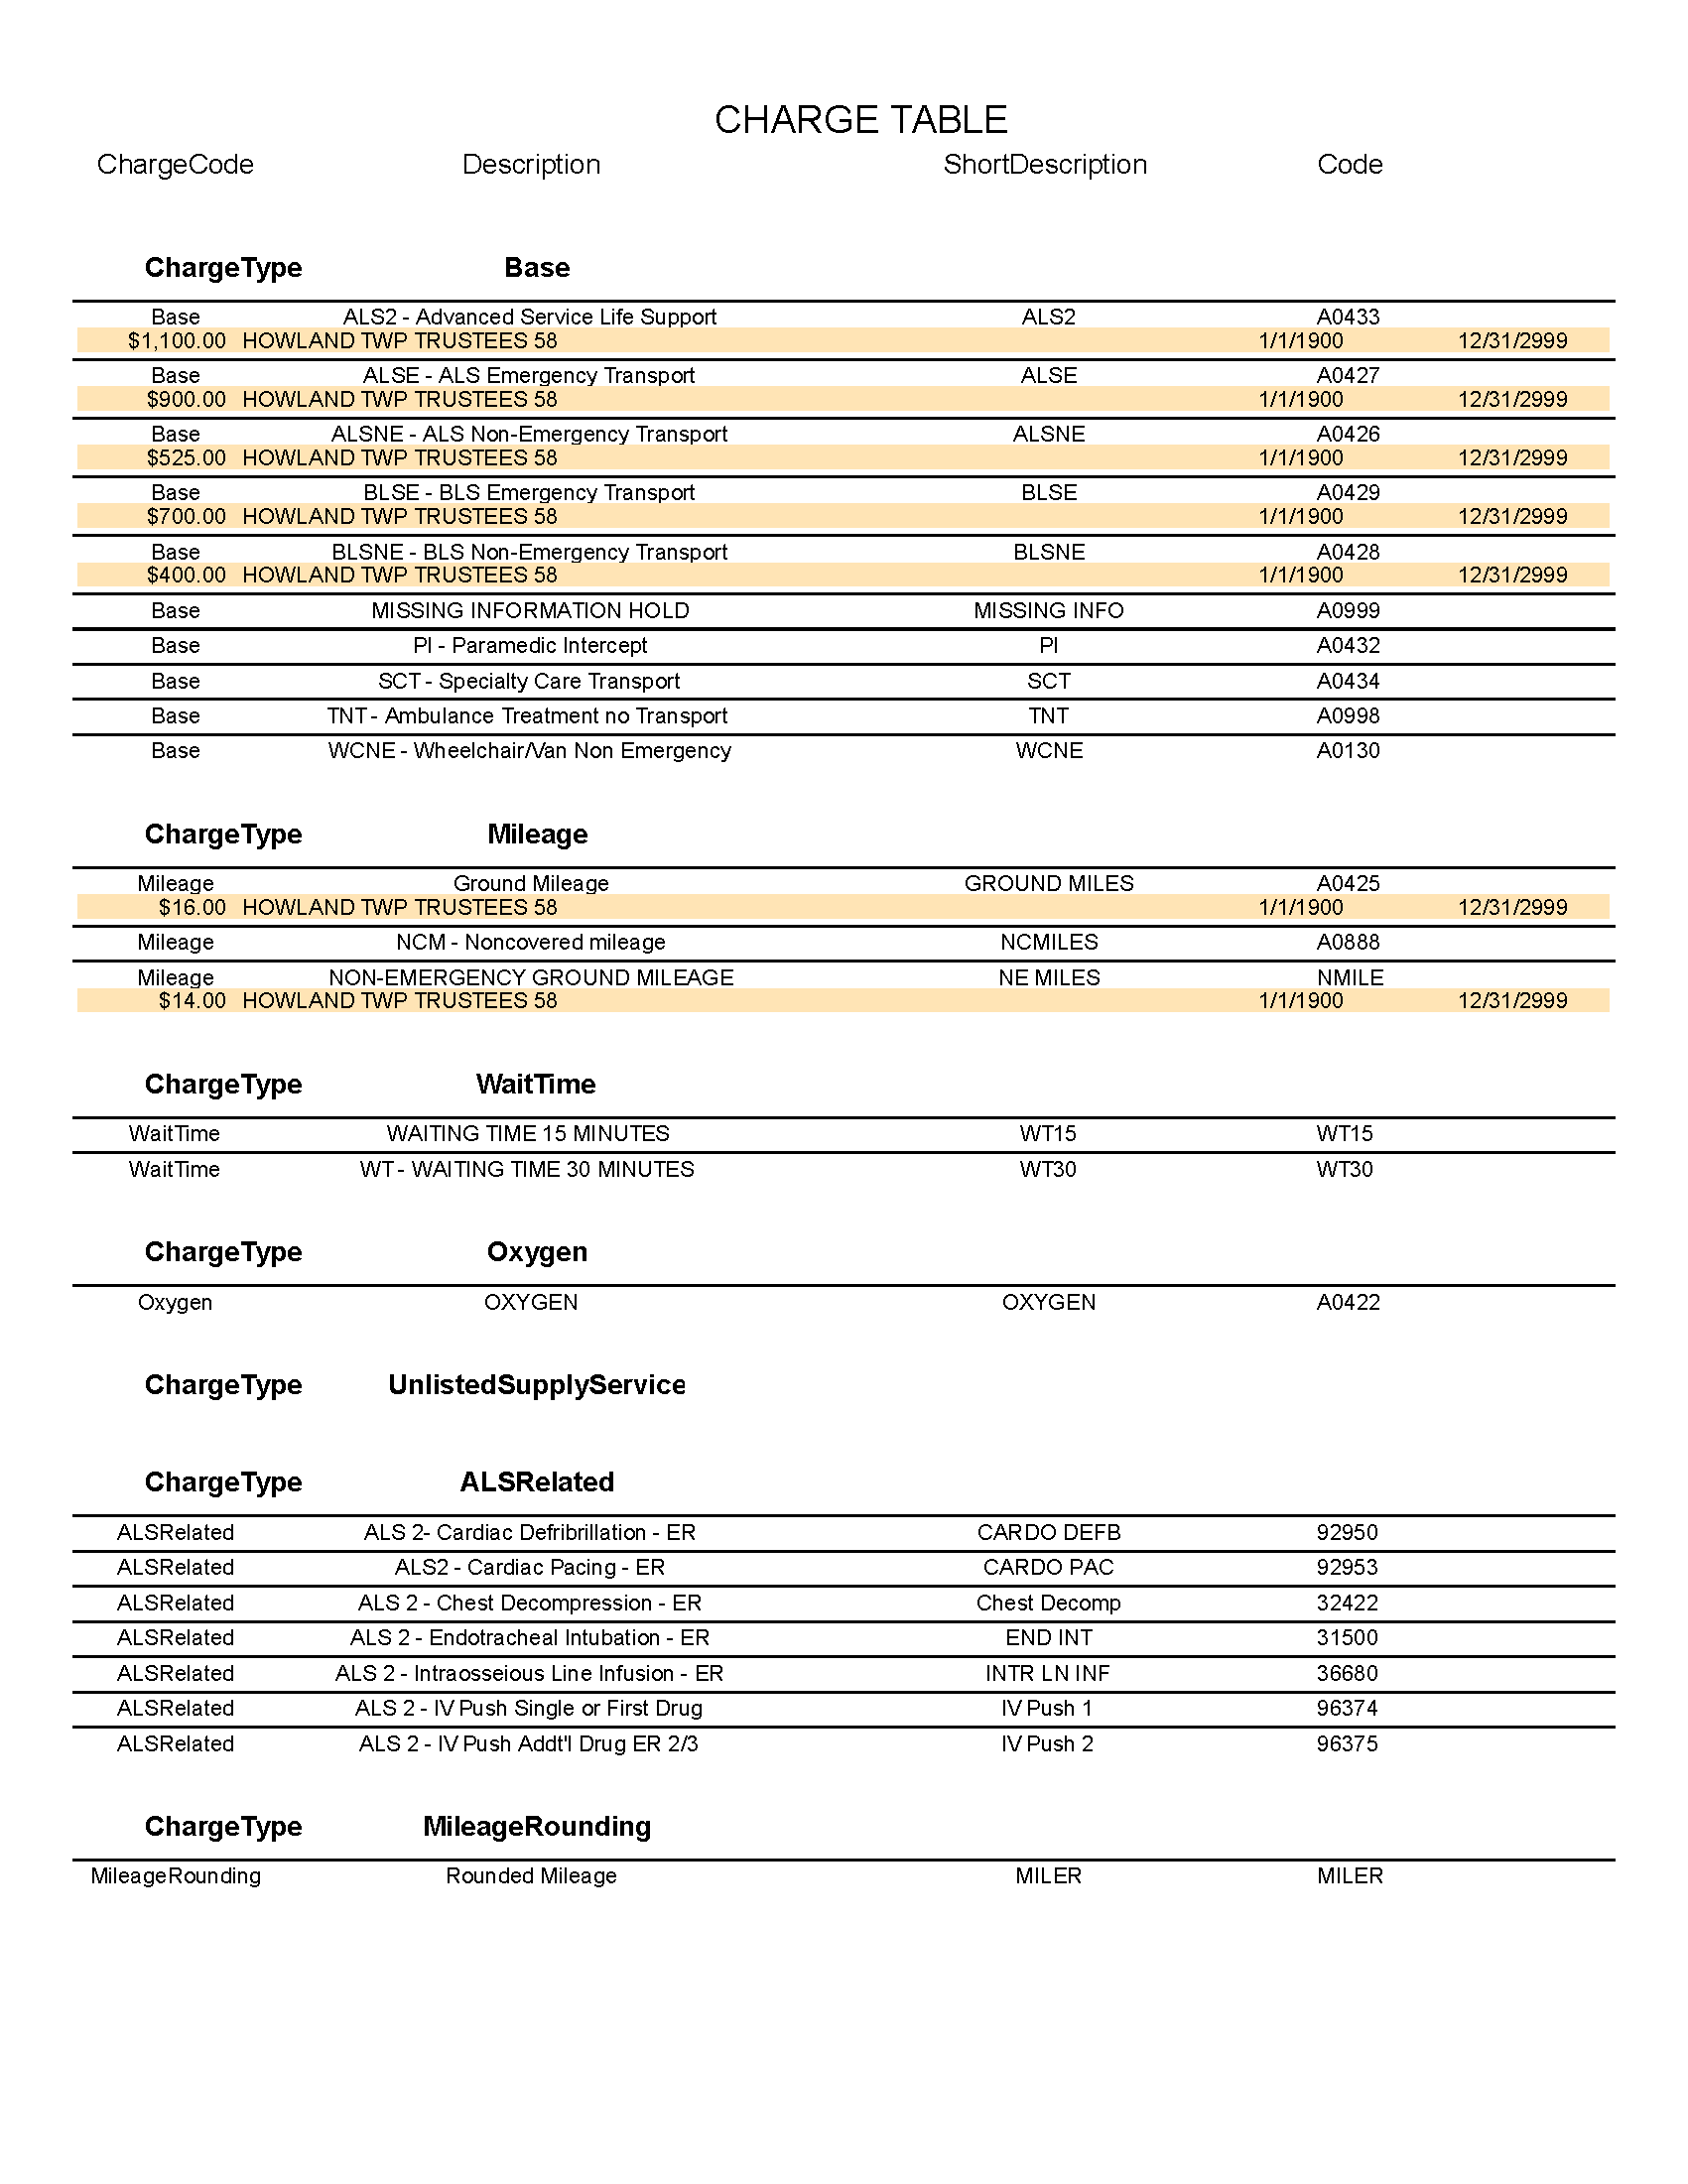 CHARGE TABLE
ChargeCode Description ShortDescription Code
ChargeType Base
Base ALS2 - Advanced Service Life Support ALS2 A0433
$1,100.00 HOWLAND TWP TRUSTEES 58 1/1/1900 12/31/2999
Base ALSE - ALS Emergency Transport ALSE A0427
$900.00 HOWLAND TWP TRUSTEES 58 1/1/1900 12/31/2999
Base ALSNE - ALS Non-Emergency Transport ALSNE A0426
$525.00 HOWLAND TWP TRUSTEES 58 1/1/1900 12/31/2999
Base BLSE - BLS Emergency Transport BLSE A0429
$700.00 HOWLAND TWP TRUSTEES 58 1/1/1900 12/31/2999
Base BLSNE - BLS Non-Emergency Transport BLSNE A0428
$400.00 HOWLAND TWP TRUSTEES 58 1/1/1900 12/31/2999
Base MISSING INFORMATION HOLD MISSING INFO A0999
Base PI - Paramedic Intercept PI A0432
Base SCT - Specialty Care Transport SCT A0434
Base TNT - Ambulance Treatment no Transport TNT A0998
Base WCNE - Wheelchair/Van Non Emergency WCNE A0130
ChargeType Mileage
Mileage Ground Mileage GROUND MILES A0425
$16.00 HOWLAND TWP TRUSTEES 58 1/1/1900 12/31/2999
Mileage NCM - Noncovered mileage NCMILES A0888
Mileage NON-EMERGENCY GROUND MILEAGE NE MILES NMILE
$14.00 HOWLAND TWP TRUSTEES 58 1/1/1900 12/31/2999
ChargeType WaitTime
WaitTime WAITING TIME 15 MINUTES WT15 WT15
WaitTime WT - WAITING TIME 30 MINUTES WT30 WT30
ChargeType Oxygen
Oxygen OXYGEN OXYGEN A0422
ChargeType UnlistedSupplyService
ChargeType ALSRelated
ALSRelated ALS 2- Cardiac Defribrillation - ER CARDO DEFB 92950
ALSRelated ALS2 - Cardiac Pacing - ER CARDO PAC 92953
ALSRelated ALS 2 - Chest Decompression - ER Chest Decomp 32422
ALSRelated ALS 2 - Endotracheal Intubation - ER END INT 31500
ALSRelated ALS 2 - Intraosseious Line Infusion - ER INTR LN INF 36680
ALSRelated ALS 2 - IV Push Single or First Drug IV Push 1 96374
ALSRelated ALS 2 - IV Push Addt'l Drug ER 2/3 IV Push 2 96375
ChargeType MileageRounding
MileageRounding Rounded Mileage MILER MILER